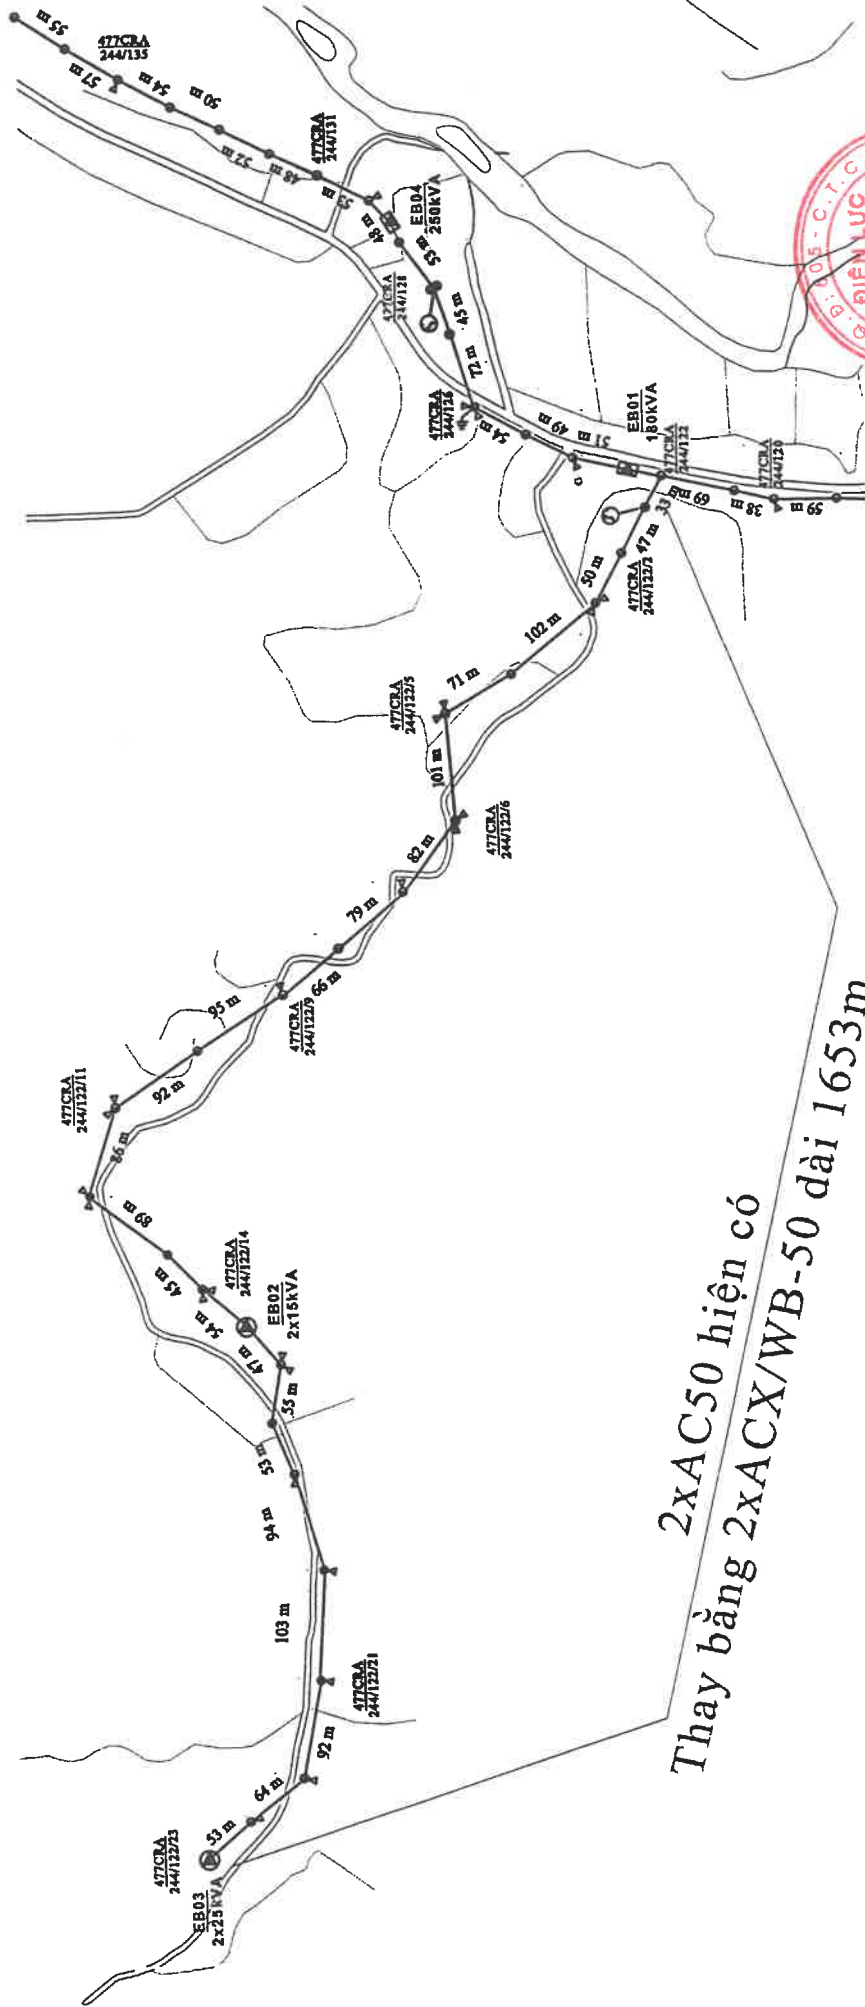 55 m
477CRA
244/135
57 m
54 m
50 m
52 m
48 m
477CRA
244/131
53 m
48 m
EB04
250kVA
477CRA
244/128
53 m
45 m
72 m
477CRA
244/126
54 m
49 m
51 m
EB01
180kVA
477CRA
244/122
69 m
38 m
477CRA
244/120
59 m
33
47 m
477CRA
244/122/2
50 m
102 m
71 m
477CRA
244/122/5
101 m
477CRA
244/122/6
82 m
79 m
66 m
477CRA
244/122/9
95 m
92 m
477CRA
244/122/11
86 m
89 m
45 m
477CRA
244/122/14
54 m
EB02
2x15kVA
47 m
55 m
53 m
94 m
103 m
477CRA
244/122/21
92 m
64 m
53 m
477CRA
244/122/23
EB03
2x25kVA
2xAC50 hiện có
Thay bằng 2xACX/WB-50 dài 1653m
Đ: 605 - C.T.C
ĐIỆN LỰC